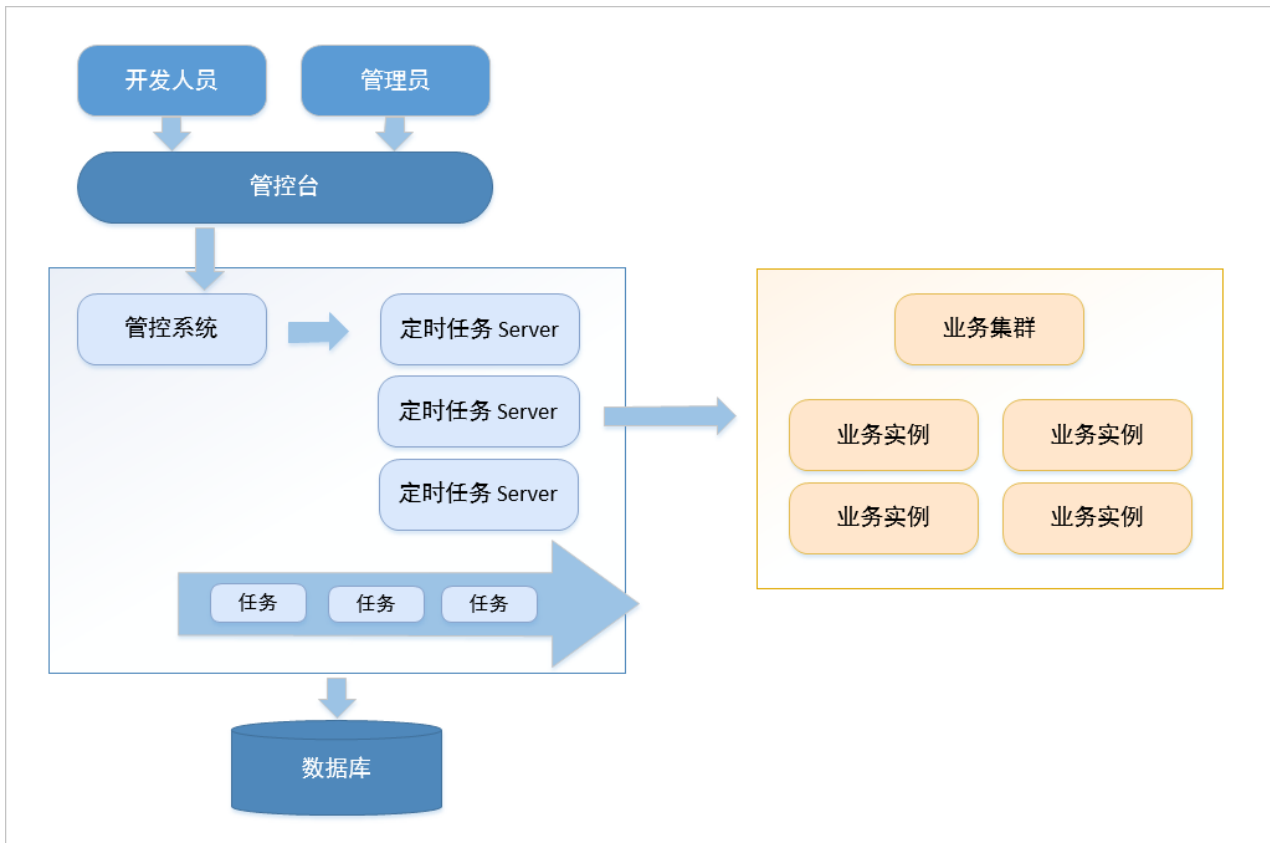 开发人员
管理员
管控台
管控系统
定时任务 Server
定时任务 Server
定时任务 Server
任务
任务
任务
数据库
业务集群
业务实例
业务实例
业务实例
业务实例